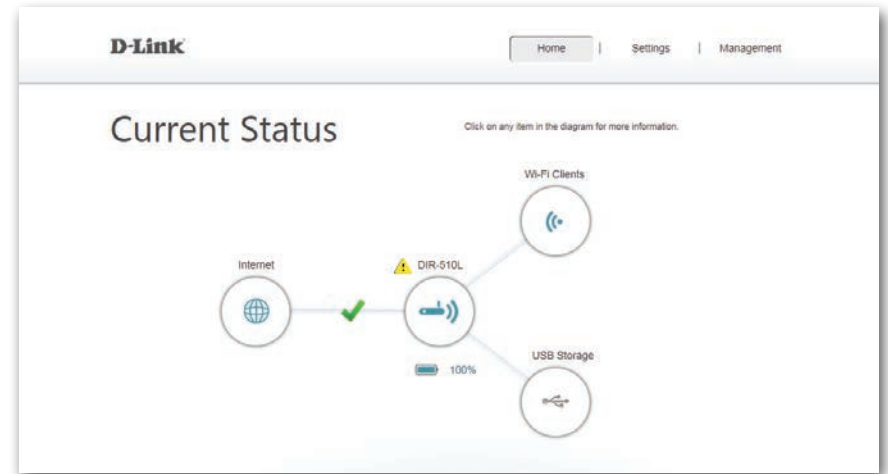 D-Link
Home | Settings | Management
Current Status
Click on any item in the diagram for more information.
Wi-Fi Clients
Internet
DIR-510L
100%
USB Storage